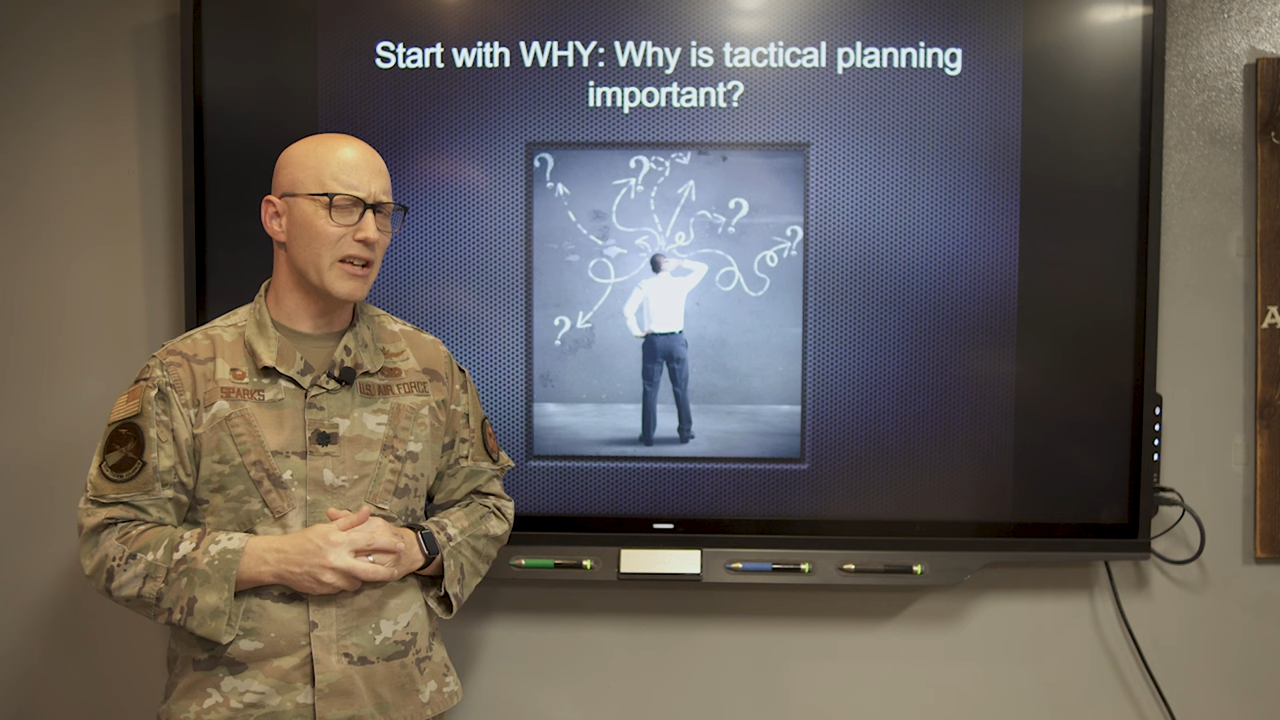 Start with WHY: Why is tactical planning
important?
? ? ? ? ?
SPARKS
U.S. AIR FORCE
A